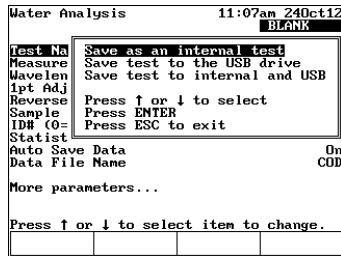 Water Analysis 11:07am 24Oct12
BLANK
Test Na
Save as an internal test
Measure
Save test to the USB drive
Wavelen
Save test to internal and USB
1pt Adj
Reverse
Press ↑ or ↓ to select
Sample
Press ENTER
ID# (0=
Press ESC to exit
Statist
Auto Save Data On
Data File Name COD
More parameters...
Press ↑ or ↓ to select item to change.